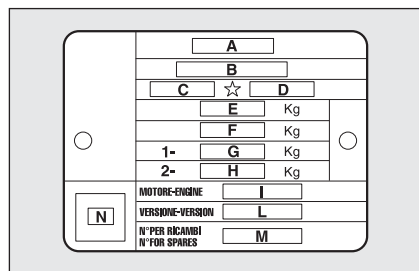 A
B
C ☆ D
E Kg
F Kg
1- G Kg
2- H Kg
MOTORE-ENGINE I
VERSIONE-VERSION L
N
N°PER RICAMBI
N°FOR SPARES M